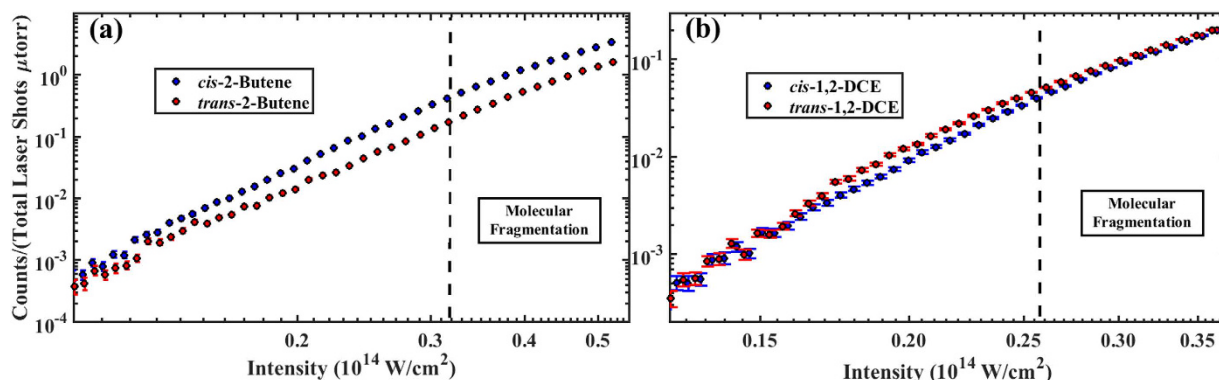 (a)
cis-2-Butene
trans-2-Butene
Molecular
Fragmentation
Counts/(Total Laser Shots μtorr)
10^0
10^-1
10^-2
10^-3
10^-4
0.2
0.3
0.4
0.5
Intensity (10^14 W/cm^2)
(b)
cis-1,2-DCE
trans-1,2-DCE
Molecular
Fragmentation
10^-1
10^-2
10^-3
0.15
0.20
0.25
0.30
0.35
Intensity (10^14 W/cm^2)